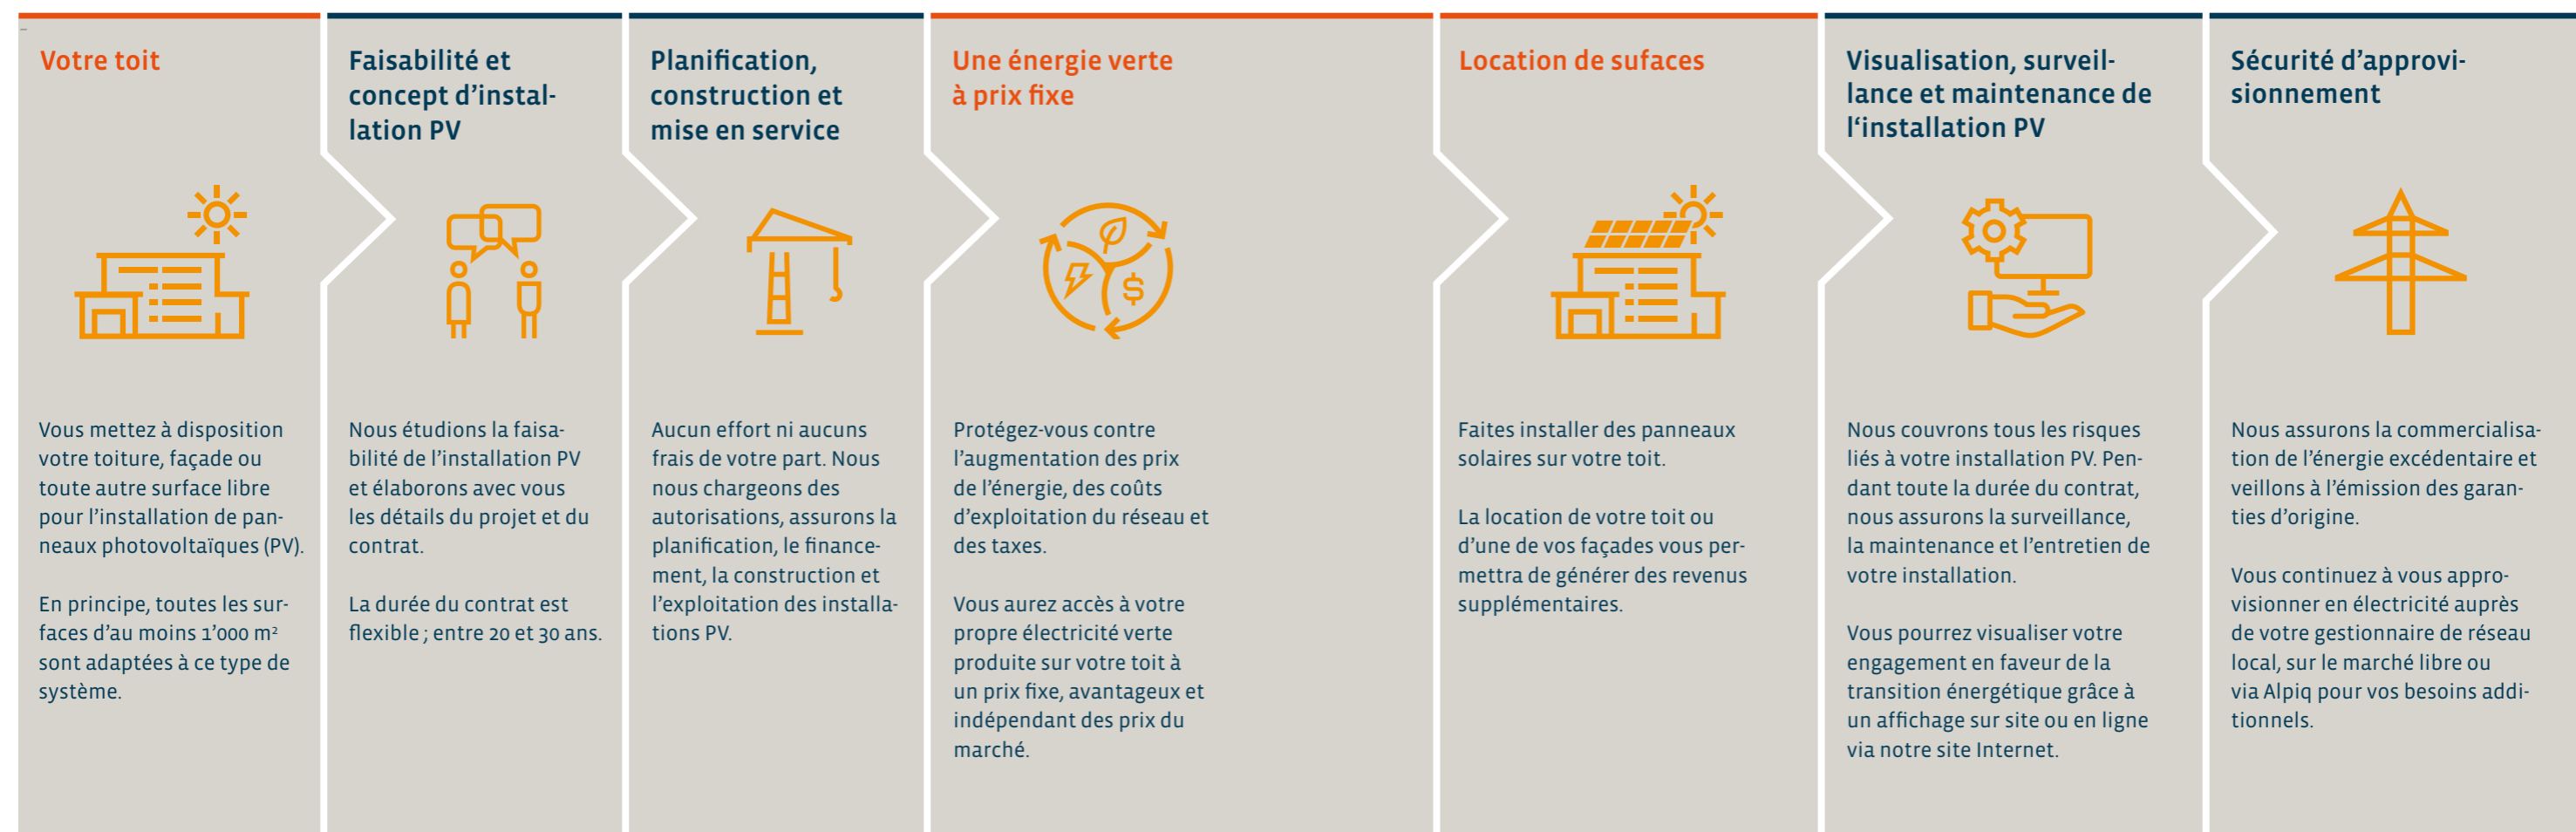 Votre toit
Vous mettez à disposition
votre toiture, façade ou
toute autre surface libre
pour l’installation de pan-
neaux photovoltaïques (PV).
En principe, toutes les sur-
faces d’au moins 1’000 m²
sont adaptées à ce type de
système.
Faisabilité et
concept d’instal-
lation PV
Nous étudions la faisa-
bilité de l’installation PV
et élaborons avec vous
les détails du projet et du
contrat.
La durée du contrat est
flexible ; entre 20 et 30 ans.
Planification,
construction et
mise en service
Aucun effort ni aucuns
frais de votre part. Nous
nous chargeons des
autorisations, assurons la
planification, le finance-
ment, la construction et
l’exploitation des installa-
tions PV.
Une énergie verte
à prix fixe
$
Protégez-vous contre
l’augmentation des prix
de l’énergie, des coûts
d’exploitation du réseau et
des taxes.
Vous aurez accès à votre
propre électricité verte
produite sur votre toit à
un prix fixe, avantageux et
indépendant des prix du
marché.
Location de sufaces
Faites installer des panneaux
solaires sur votre toit.
La location de votre toit ou
d’une de vos façades vous per-
mettra de générer des revenus
supplémentaires.
Visualisation, surveil-
lance et maintenance de
l‘installation PV
Nous couvrons tous les risques
liés à votre installation PV. Pen-
dant toute la durée du contrat,
nous assurons la surveillance,
la maintenance et l’entretien de
votre installation.
Vous pourrez visualiser votre
engagement en faveur de la
transition énergétique grâce à
un affichage sur site ou en ligne
via notre site Internet.
Sécurité d’approvi-
sionnement
Nous assurons la commercialisa-
tion de l’énergie excédentaire et
veillons à l’émission des garan-
ties d’origine.
Vous continuez à vous appro-
visionner en électricité auprès
de votre gestionnaire de réseau
local, sur le marché libre ou
via Alpiq pour vos besoins addi-
tionnels.